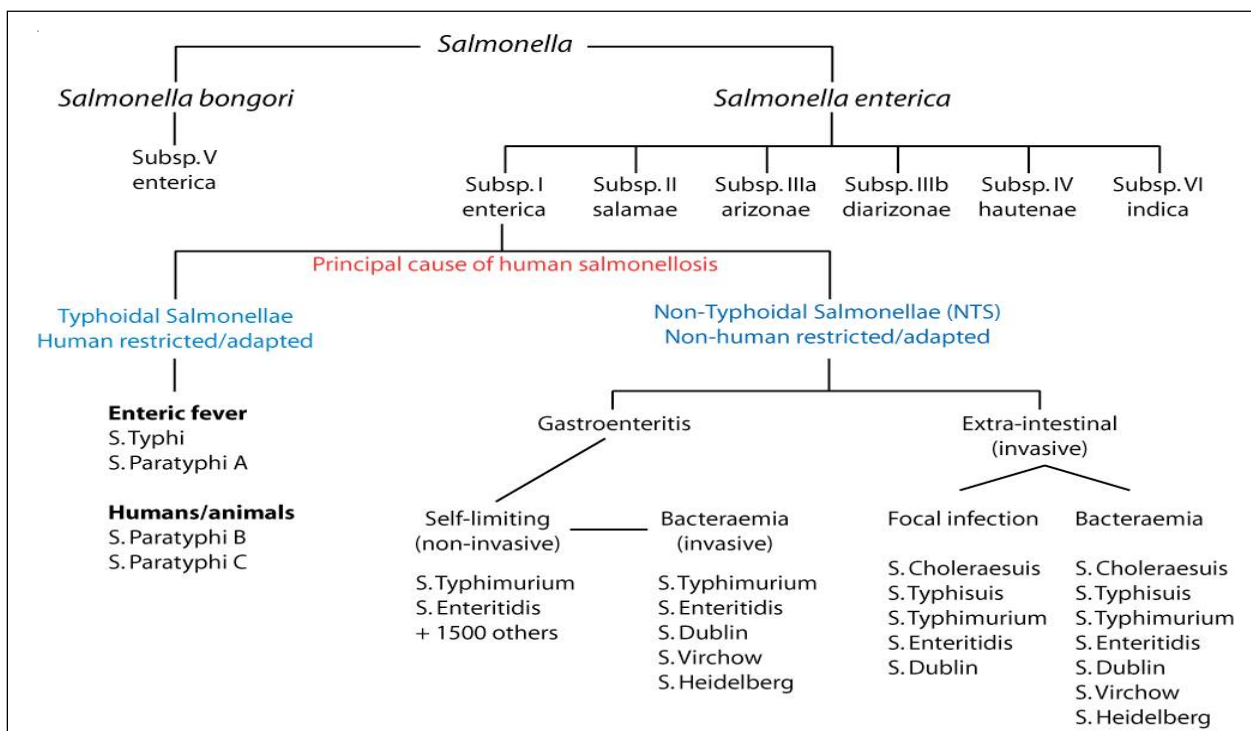 Salmonella
Salmonella bongori
Salmonella enterica
Subsp. V
enterica
Subsp. I
enterica
Subsp. II
salamae
Subsp. IIIa
arizonae
Subsp. IIIb
diarizonae
Subsp. IV
hautenae
Subsp. VI
indica
Principal cause of human salmonellosis
Typhoidal Salmonellae
Human restricted/adapted
Non-Typhoidal Salmonellae (NTS)
Non-human restricted/adapted
Enteric fever
S. Typhi
S. Paratyphi A
Humans/animals
S. Paratyphi B
S. Paratyphi C
Gastroenteritis
Extra-intestinal
(invasive)
Self-limiting
(non-invasive)
S. Typhimurium
S. Enteritidis
+ 1500 others
Bacteraemia
(invasive)
S. Typhimurium
S. Enteritidis
S. Dublin
S. Virchow
S. Heidelberg
Focal infection
S. Choleraesuis
S. Typhisuis
S. Typhimurium
S. Enteritidis
S. Dublin
Bacteraemia
S. Choleraesuis
S. Typhisuis
S. Typhimurium
S. Enteritidis
S. Dublin
S. Virchow
S. Heidelberg